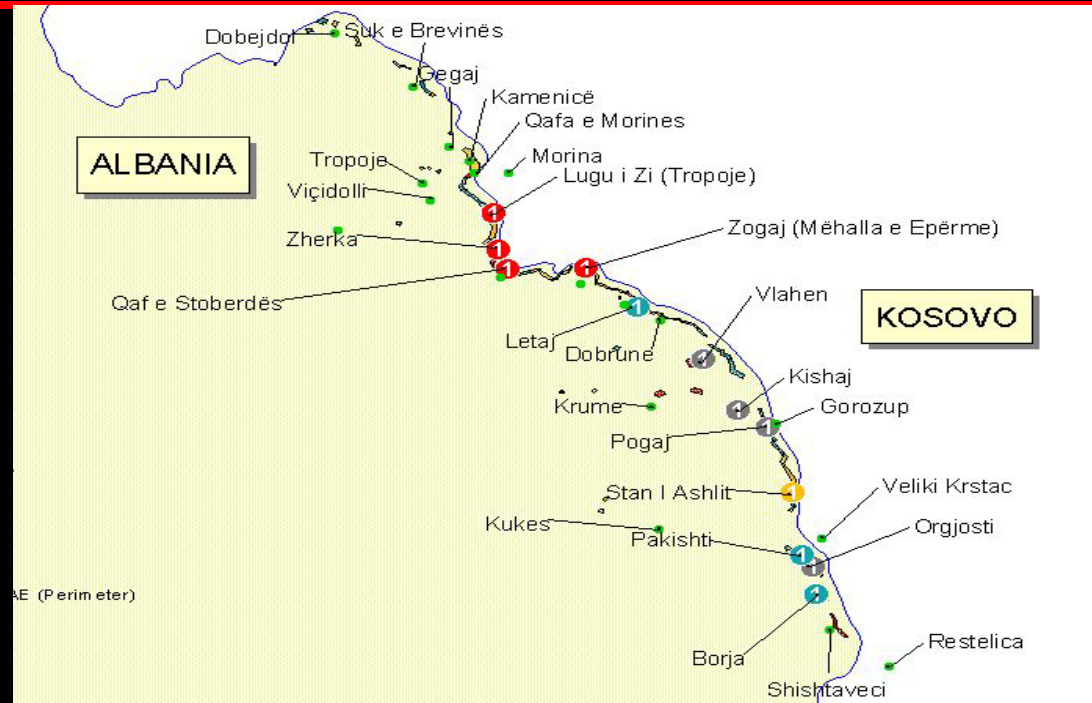 Dobejdol
Suk e Brevinës
Gegaj
Kamenicë
Qafa e Morines
ALBANIA
Tropoje
Morina
Lugu i Zi (Tropoje)
Viçidolli
Zherka
Zogaj (Mëhalla e Epërme)
1
1
1
1
Qaf e Stoberdës
Vlahen
KOSOVO
1
Letaj
Dobrune
1
Kishaj
Krume
1
Gorozup
Pogaj
1
Stan I Ashlit
1
Veliki Krstac
Kukes
Orgjosti
Pakishti
1
1
AE (Perimeter)
1
Borja
Restelica
Shishtaveci